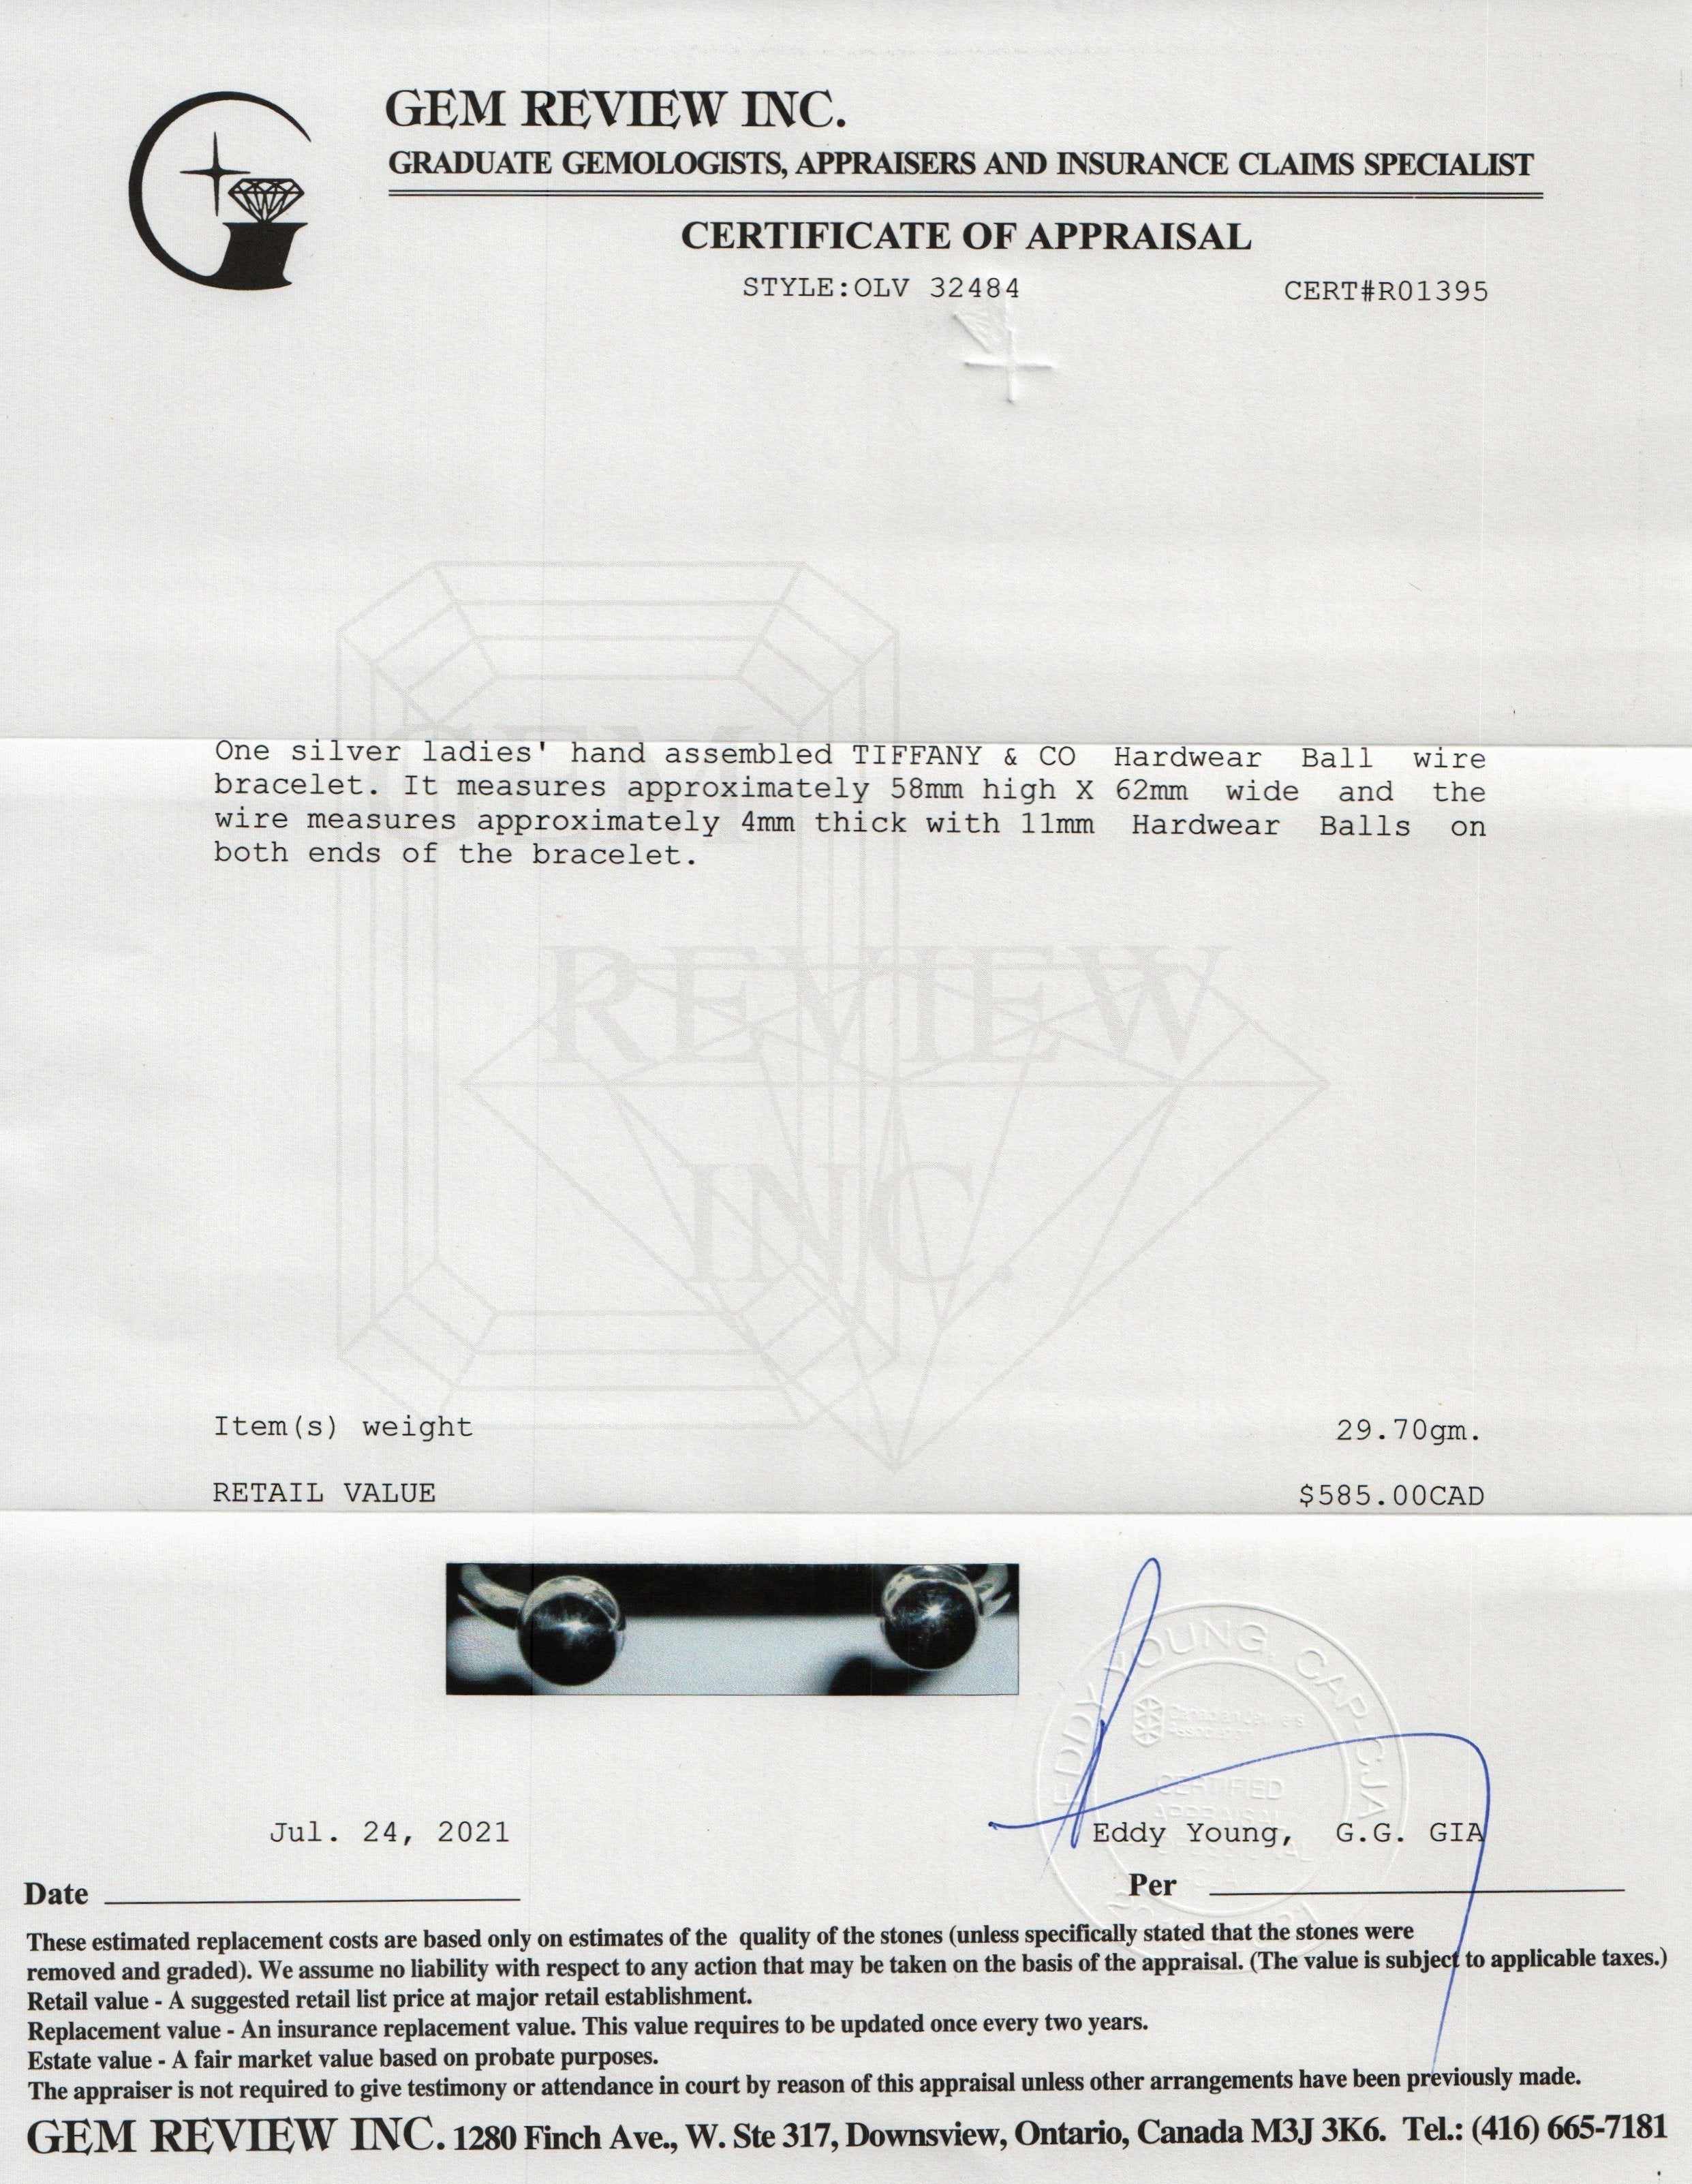 GEM REVIEW INC.
GRADUATE GEMOLOGISTS, APPRAISERS AND INSURANCE CLAIMS SPECIALIST
CERTIFICATE OF APPRAISAL
STYLE:OLV 32484
CERT#R01395
GEM
One silver ladies' hand assembled TIFFANY & CO Hardwear Ball wire
bracelet. It measures approximately 58mm high X 62mm wide and the
wire measures approximately 4mm thick with 11mm Hardwear Balls on
both ends of the bracelet.
REVIEW
INC.
Item(s) weight 29.70gm.
RETAIL VALUE $585.00CAD
EDDY YOUNG, CAP-CJA
CERTIFIED
APPRAISAL
Jul. 24, 2021
Eddy Young, G.G. GIA
Date
Per
These estimated replacement costs are based only on estimates of the quality of the stones (unless specifically stated that the stones were
removed and graded). We assume no liability with respect to any action that may be taken on the basis of the appraisal. (The value is subject to applicable taxes.)
Retail value - A suggested retail list price at major retail establishment.
Replacement value - An insurance replacement value. This value requires to be updated once every two years.
Estate value - A fair market value based on probate purposes.
The appraiser is not required to give testimony or attendance in court by reason of this appraisal unless other arrangements have been previously made.
GEM REVIEW INC. 1280 Finch Ave., W. Ste 317, Downsview, Ontario, Canada M3J 3K6. Tel.: (416) 665-7181